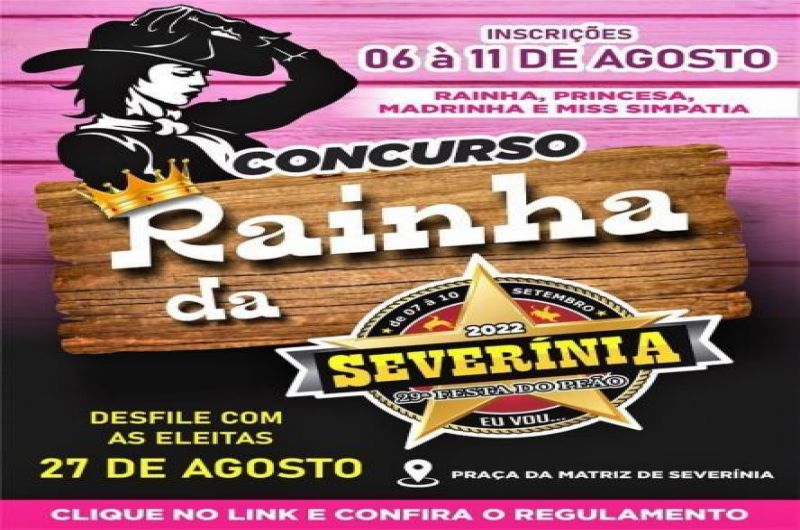 INSCRIÇÕES
06 à 11 DE AGOSTO
RAINHA, PRINCESA,
MADRINHA E MISS SIMPATIA
CONCURSO
Rainha
da
de 07 à 10 SETEMBRO
2022
SEVERÍNIA
29ª FESTA DO PEÃO
EU VOU...
DESFILE COM
AS ELEITAS
27 DE AGOSTO
PRAÇA DA MATRIZ DE SEVERÍNIA
CLIQUE NO LINK E CONFIRA O REGULAMENTO